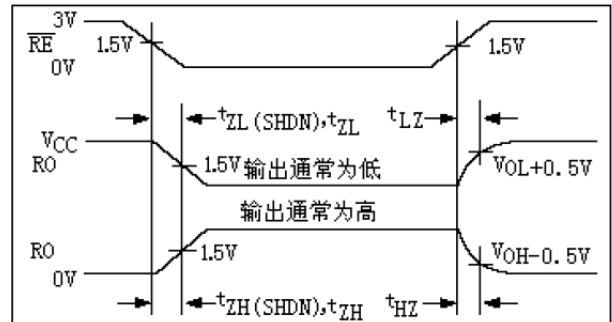 3V
RE 1.5V 1.5V
0V
tZL(SHDN),tZL tLZ
VCC
RO 1.5V 输出通常为低 VOL+0.5V
输出通常为高
RO 1.5V VOH-0.5V
0V
tZH(SHDN),tZH tHZ